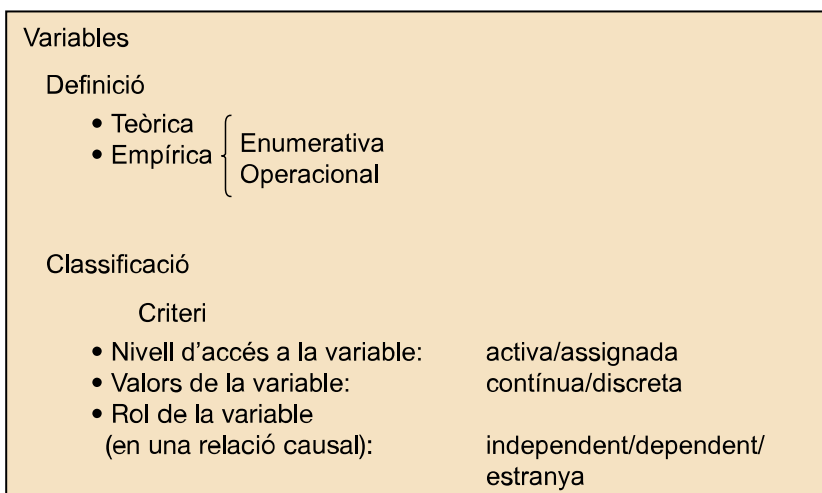 Variables
Definició
• Teòrica
• Empírica
Enumerativa
Operacional
Classificació
Criteri
• Nivell d'accés a la variable: activa/assignada
• Valors de la variable: contínua/discreta
• Rol de la variable
(en una relació causal): independent/dependent/
estranya